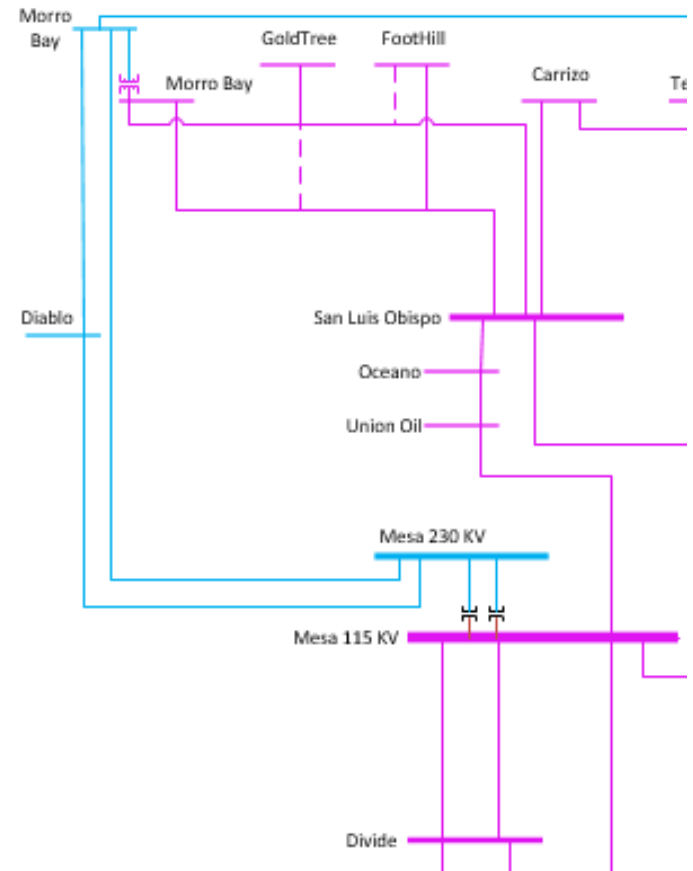 Morro
Bay
GoldTree
FootHill
Morro Bay
Carrizo
Diablo
San Luis Obispo
Oceano
Union Oil
Mesa 230 KV
Mesa 115 KV
Divide